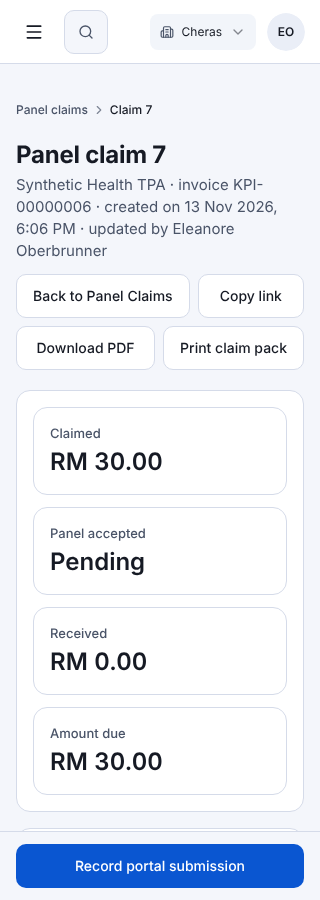 Cheras
EO
Panel claims > Claim 7
Panel claim 7
Synthetic Health TPA · invoice KPI-
00000006 · created on 13 Nov 2026,
6:06 PM · updated by Eleanore
Oberbrunner
Back to Panel Claims
Copy link
Download PDF
Print claim pack
Claimed
RM 30.00
Panel accepted
Pending
Received
RM 0.00
Amount due
RM 30.00
Record portal submission